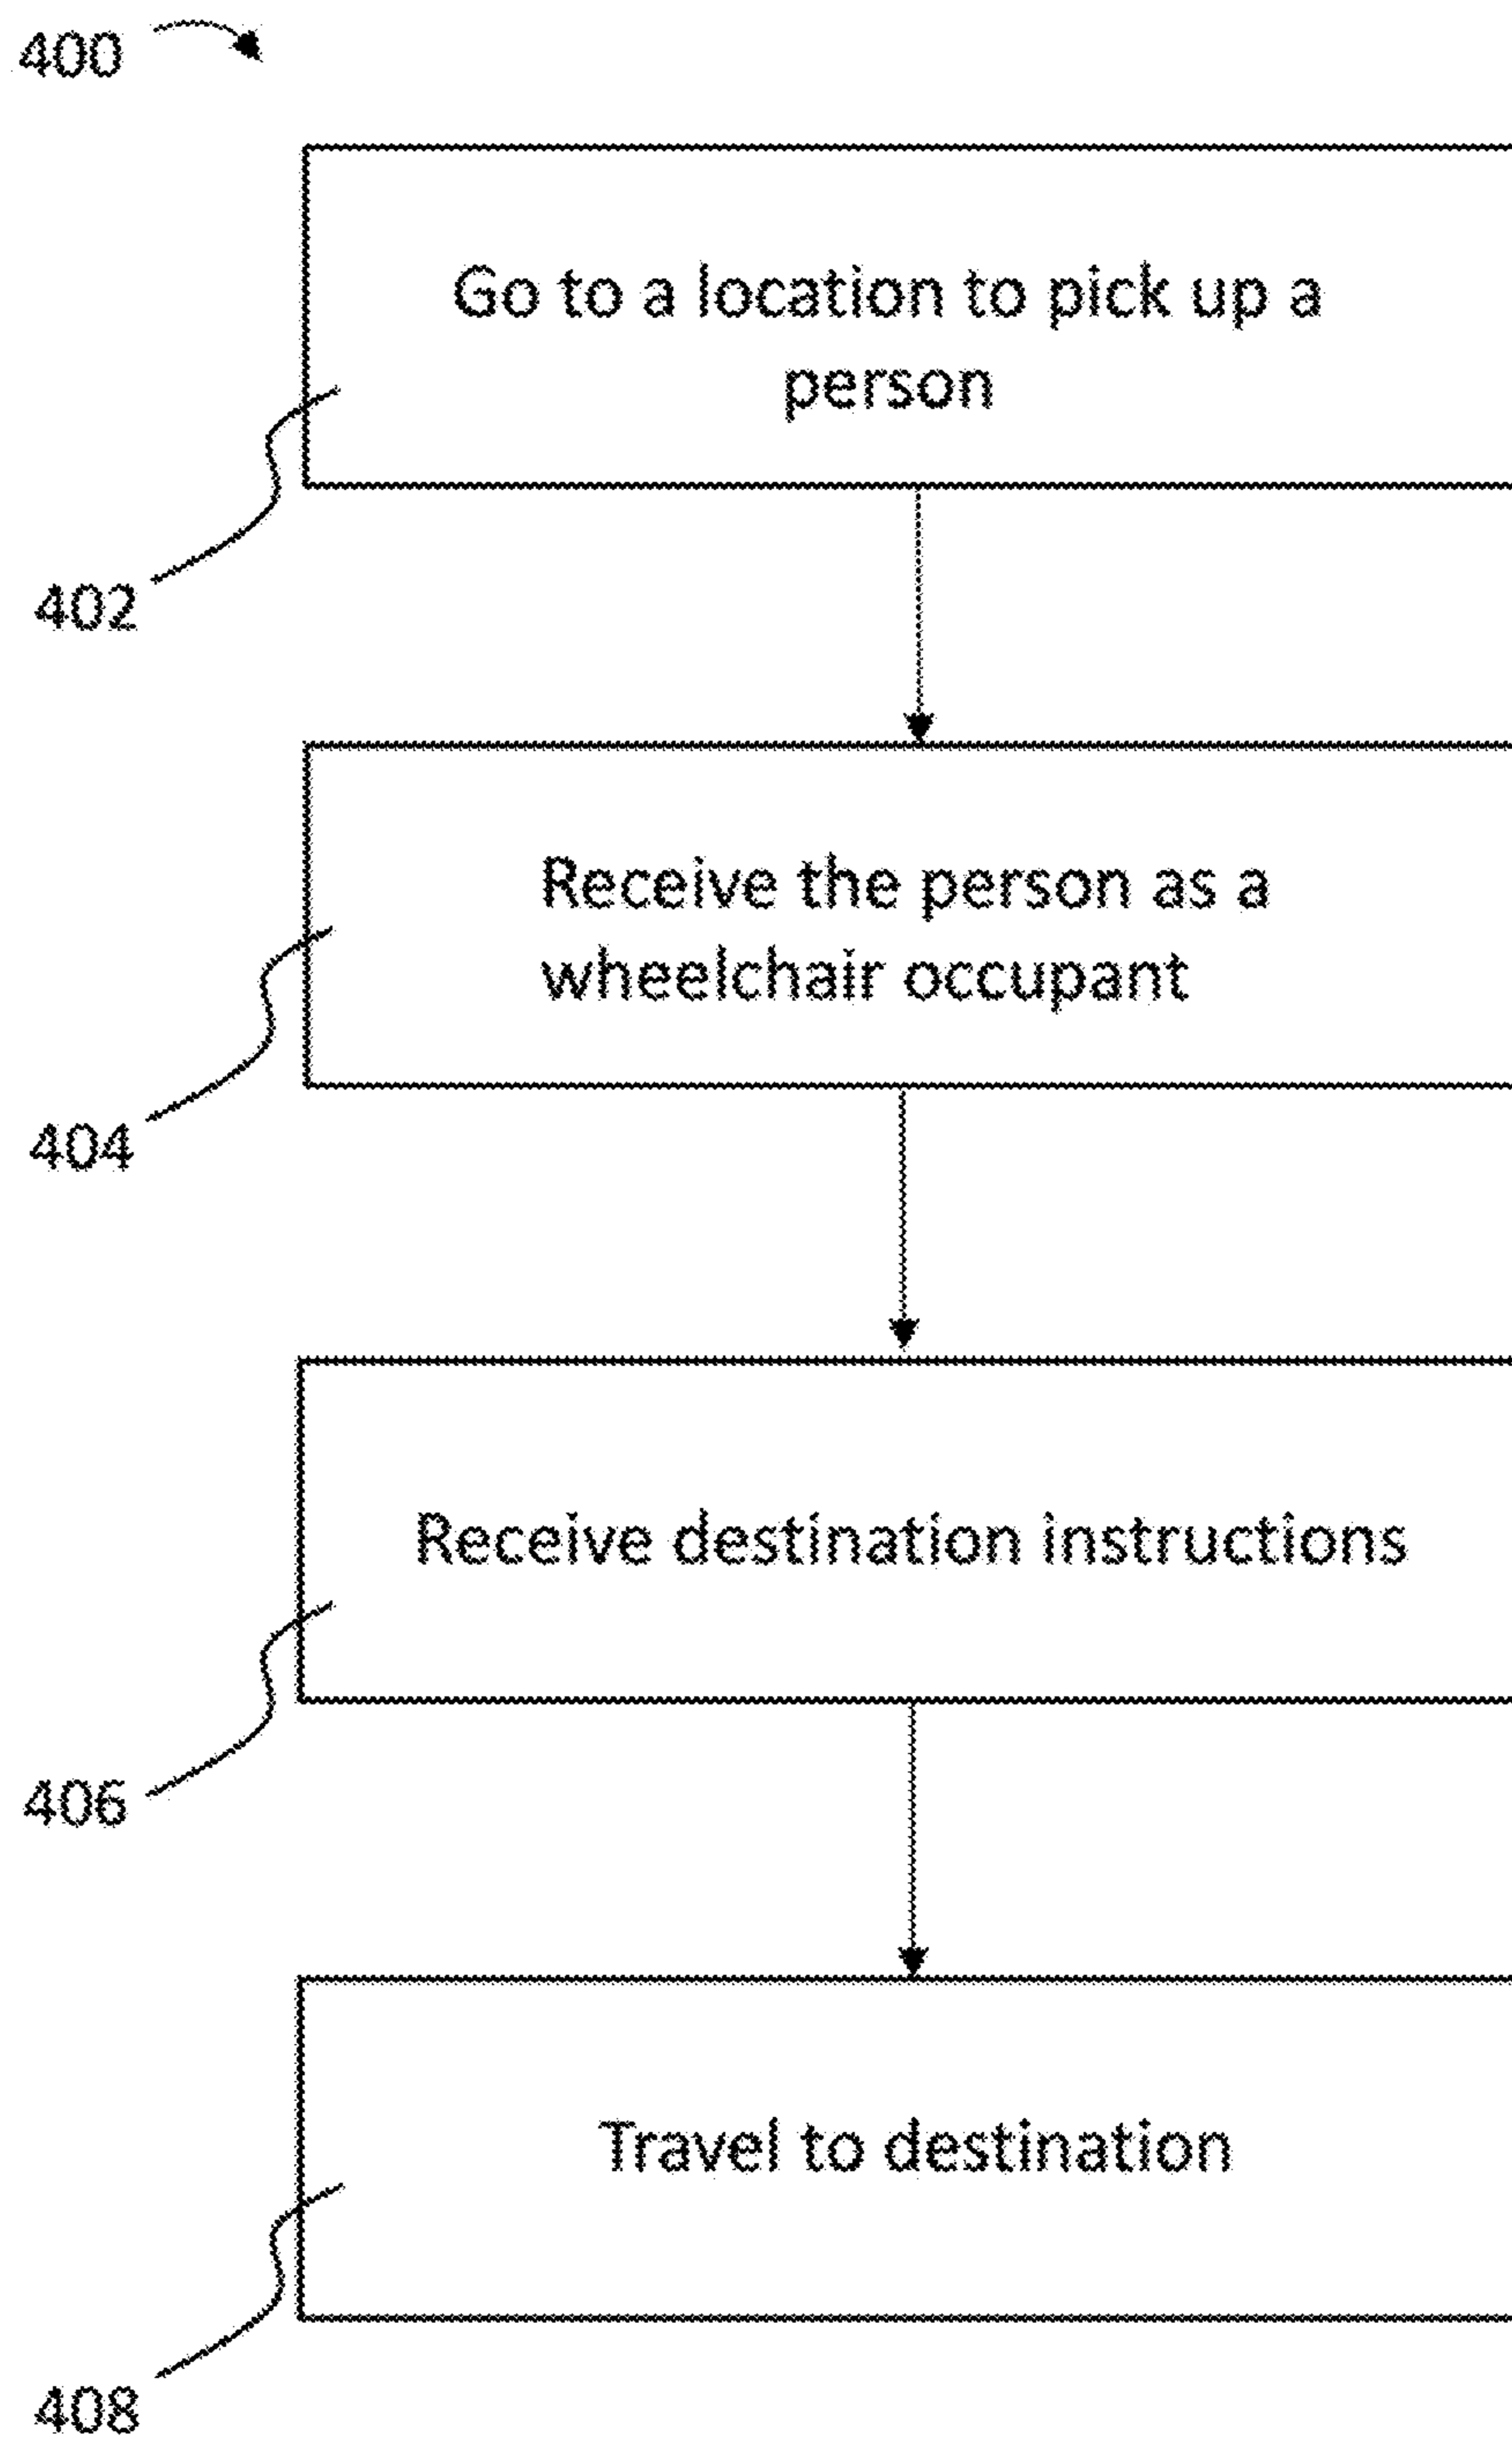 400
Go to a location to pick up a
person
402
Receive the person as a
wheelchair occupant
404
Receive destination instructions
406
Travel to destination
408